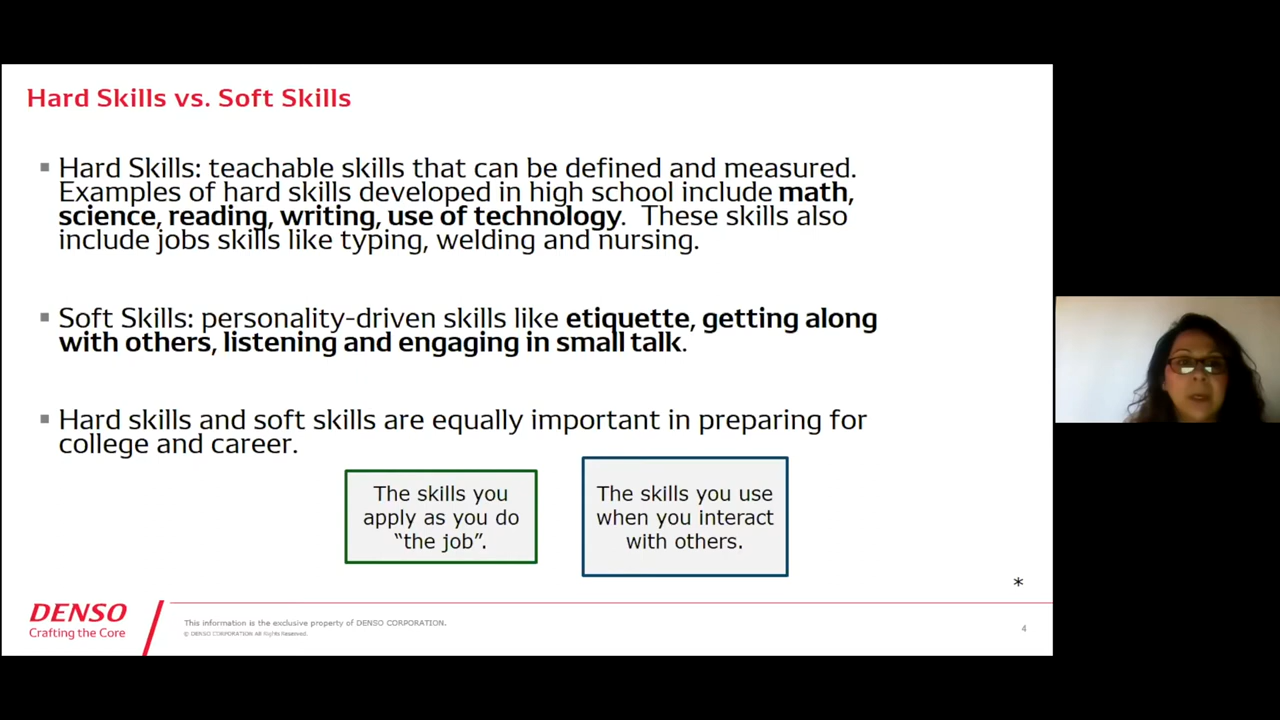 Hard Skills vs. Soft Skills
▪ Hard Skills: teachable skills that can be defined and measured.
Examples of hard skills developed in high school include math,
science, reading, writing, use of technology. These skills also
include jobs skills like typing, welding and nursing.
▪ Soft Skills: personality-driven skills like etiquette, getting along
with others, listening and engaging in small talk.
▪ Hard skills and soft skills are equally important in preparing for
college and career.
The skills you
apply as you do
“the job”.
The skills you use
when you interact
with others.
*
DENSO
Crafting the Core
This information is the exclusive property of DENSO CORPORATION.
© DENSO CORPORATION All Rights Reserved.
4